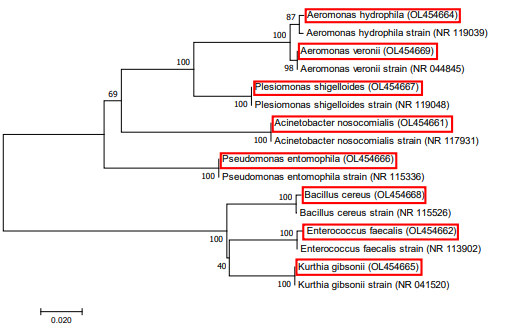 87
Aeromonas hydrophila (OL454664)
Aeromonas hydrophila strain (NR 119039)
100
Aeromonas veronii (OL454669)
98
Aeromonas veronii strain (NR 044845)
100
Plesiomonas shigelloides (OL454667)
100
Plesiomonas shigelloides strain (NR 119048)
69
Acinetobacter nosocomialis (OL454661)
100
Acinetobacter nosocomialis strain (NR 117931)
Pseudomonas entomophila (OL454666)
100
Pseudomonas entomophila strain (NR 115336)
100
Bacillus cereus (OL454668)
Bacillus cereus strain (NR 115526)
100
100
Enterococcus faecalis (OL454662)
Enterococcus faecalis strain (NR 113902)
40
Kurthia gibsonii (OL454665)
100
Kurthia gibsonii strain (NR 041520)
0.020